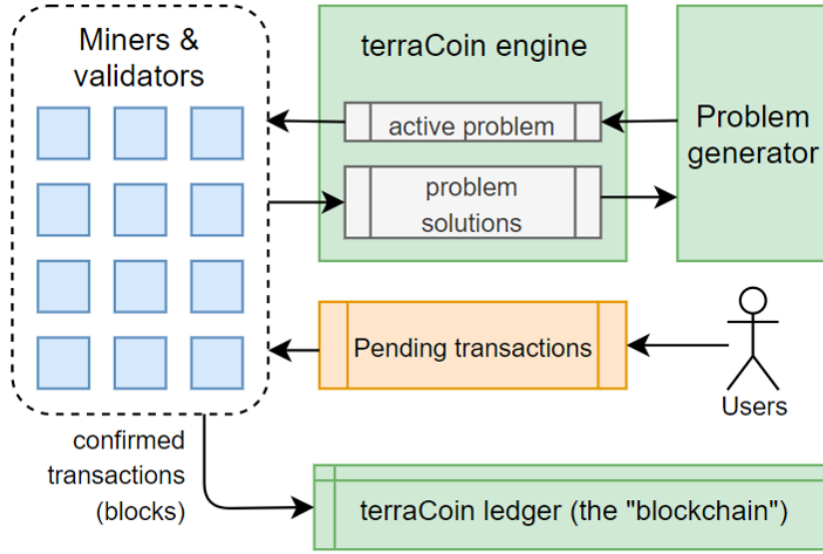 Miners &
validators
terraCoin engine
active problem
problem
solutions
Problem
generator
Pending transactions
Users
confirmed
transactions
(blocks)
terraCoin ledger (the "blockchain")